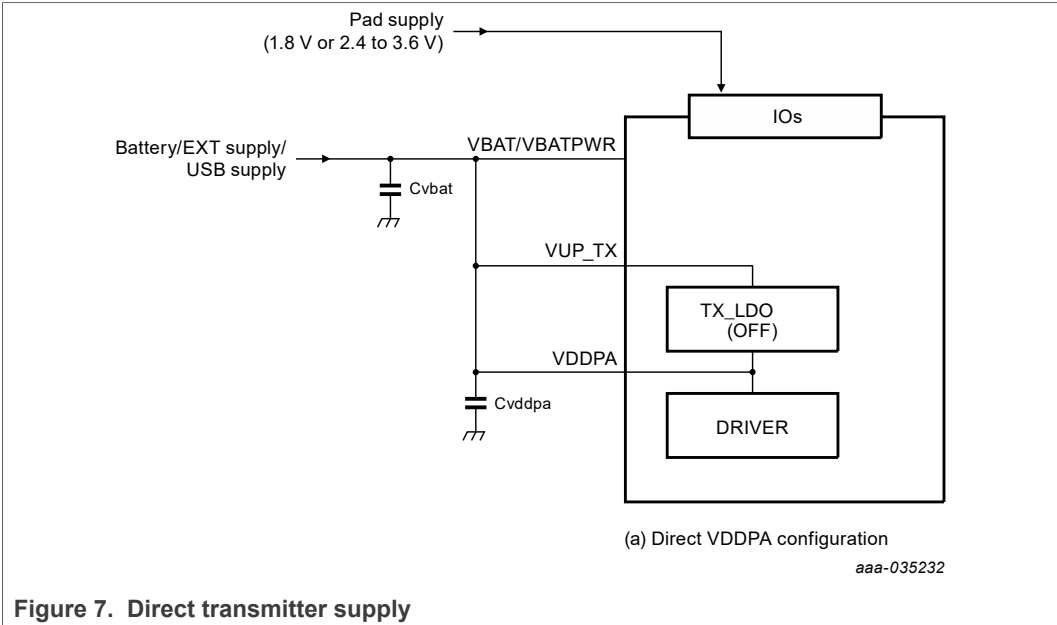 Pad supply
(1.8 V or 2.4 to 3.6 V)
IOs
Battery/EXT supply/
USB supply
VBAT/VBATPWR
Cvbat
VUP_TX
TX_LDO
(OFF)
VDDPA
Cvddpa
DRIVER
(a) Direct VDDPA configuration
aaa-035232
Figure 7. Direct transmitter supply